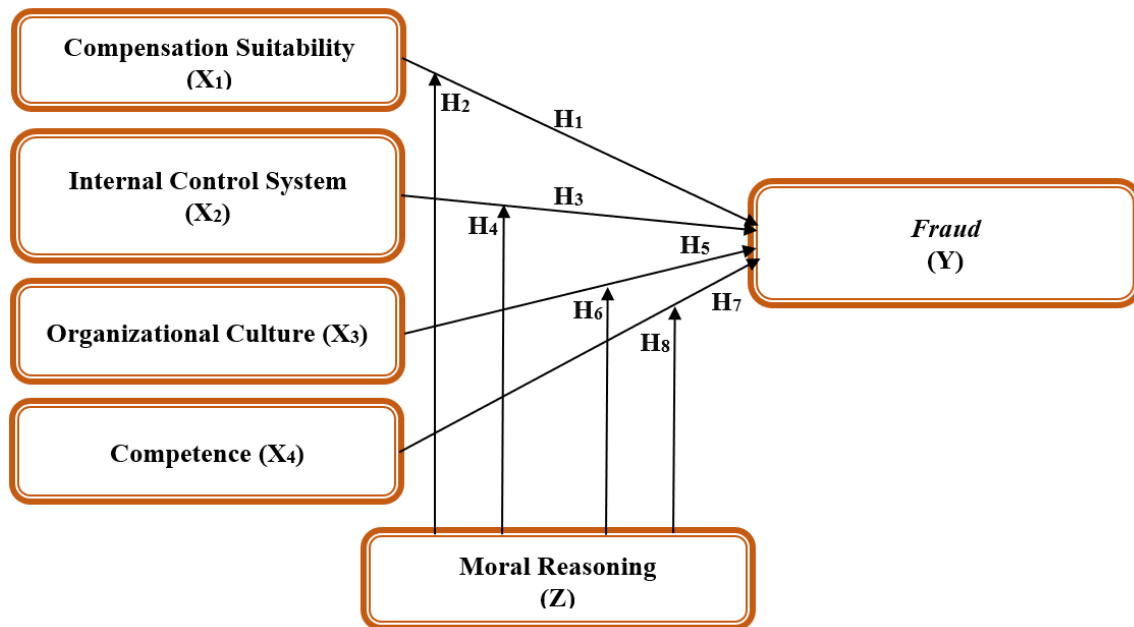 Compensation Suitability
(X₁)
H₂
H₁
Internal Control System
(X₂)
H₃
H₄
Fraud
(Y)
H₅
Organizational Culture (X₃)
H₆
H₇
H₈
Competence (X₄)
Moral Reasoning
(Z)